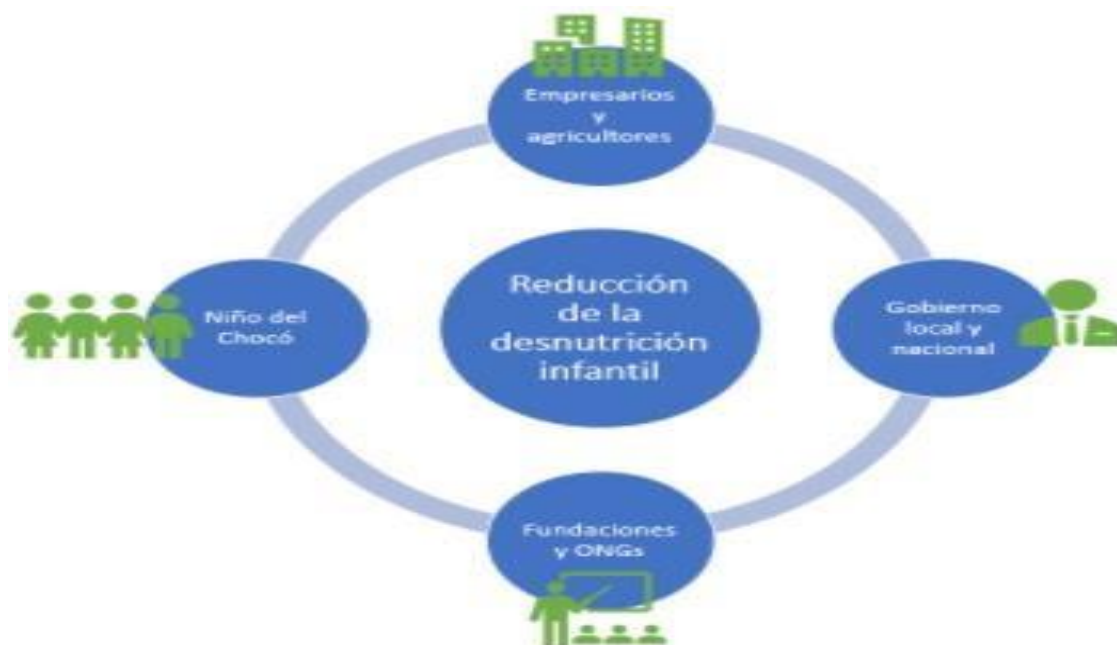 Empresarios
y
agricultores
Niño del
Chocó
Reducción
de la
desnutrición
infantil
Gobierno
local y
nacional
Fundaciones
y ONGs